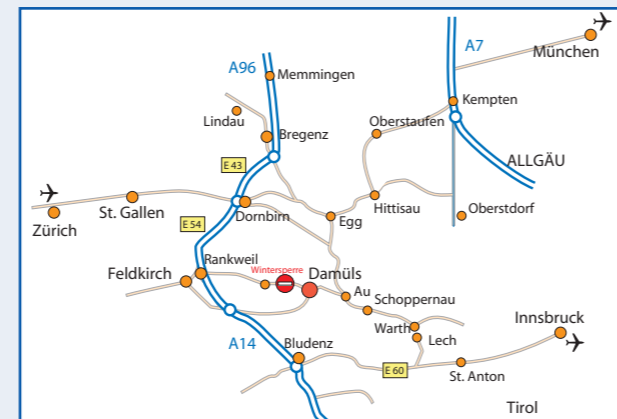 A7
München
A96
Memmingen
Kempten
Lindau
Oberstaufen
Bregenz
E 43
ALLGÄU
St. Gallen
Dornbirn
Hittisau
Oberstdorf
Zürich
E 54
Egg
Rankweil
Wintersperre
Damüls
Feldkirch
Au
Schoppernau
Warth
Innsbruck
Lech
A14
Bludenz
E 60
St. Anton
Tirol